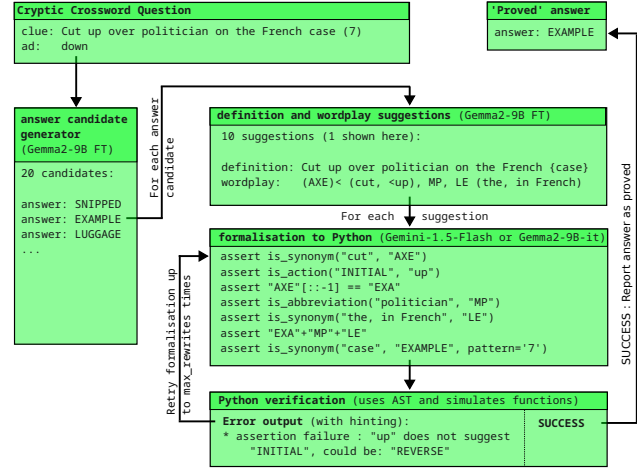 Cryptic Crossword Question
clue: Cut up over politician on the French case (7)
ad: down
'Proved' answer
answer: EXAMPLE
answer candidate
generator
(Gemma2-9B FT)
20 candidates:
answer: SNIPPED
answer: EXAMPLE
answer: LUGGAGE
...
For each answer
candidate
definition and wordplay suggestions (Gemma2-9B FT)
10 suggestions (1 shown here):
definition: Cut up over politician on the French {case}
wordplay: (AXE)< (cut, <up), MP, LE (the, in French)
For each suggestion
formalisation to Python (Gemini-1.5-Flash or Gemma2-9B-it)
assert is_synonym("cut", "AXE")
assert is_action("INITIAL", "up")
assert "AXE"[::-1] == "EXA"
assert is_abbreviation("politician", "MP")
assert is_synonym("the, in French", "LE")
assert "EXA"+"MP"+"LE"
assert is_synonym("case", "EXAMPLE", pattern='7')
Retry formalisation up
to max_rewrites times
Python verification (uses AST and simulates functions)
Error output (with hinting):
* assertion failure : "up" does not suggest
"INITIAL", could be: "REVERSE"
SUCCESS
SUCCESS : Report answer as proved